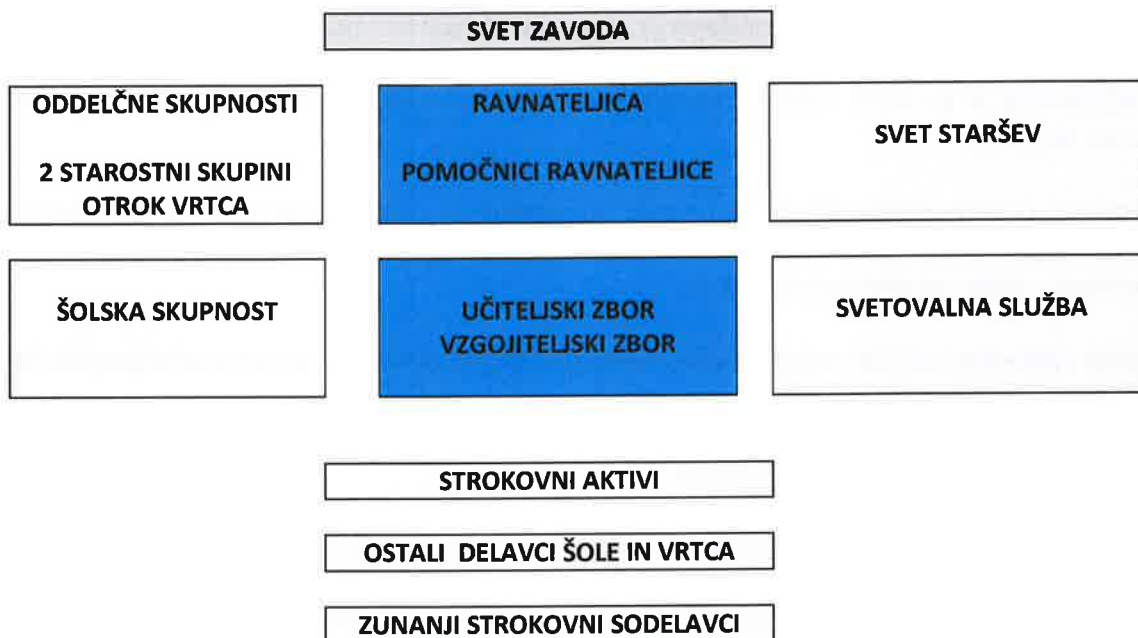 SVET ZAVODA
ODDELČNE SKUPNOSTI
2 STAROSTNI SKUPINI
OTROK VRTCA
RAVNATELJICA
POMOČNICI RAVNATELJICE
SVET STARŠEV
ŠOLSKA SKUPNOST
UČITELJSKI ZBOR
VZGOJITELJSKI ZBOR
SVETOVALNA SLUŽBA
STROKOVNI AKTIVI
OSTALI DELAVCI ŠOLE IN VRTCA
ZUNANJI STROKOVNI SODELAVCI